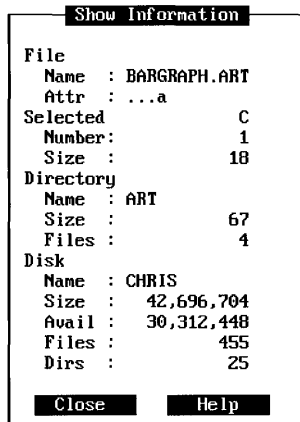 Show Information
File
Name : BARGRAPH.ART
Attr : ...a
Selected C
Number: 1
Size : 18
Directory
Name : ART
Size : 67
Files : 4
Disk
Name : CHRIS
Size : 42,696,704
Avail : 30,312,448
Files : 455
Dirs : 25
Close Help